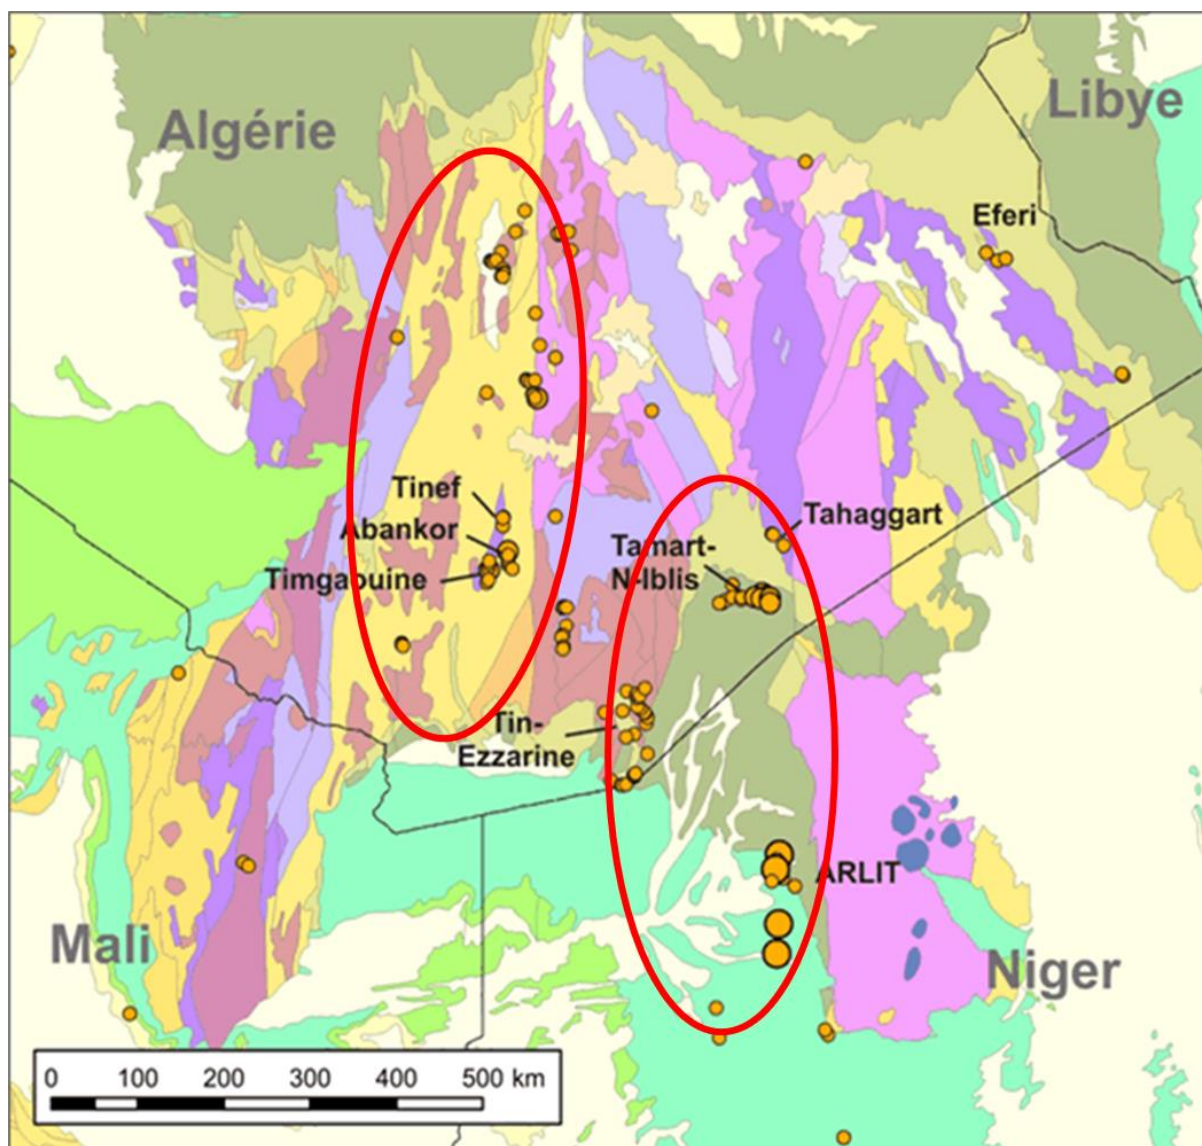 Algérie
Libye
Eferi
Tinef
Abankor
Timgaouine
Tahaggart
Tamart-
N-Iblis
Tin-
Ezzarine
ARLIT
Mali
Niger
0 100 200 300 400 500 km